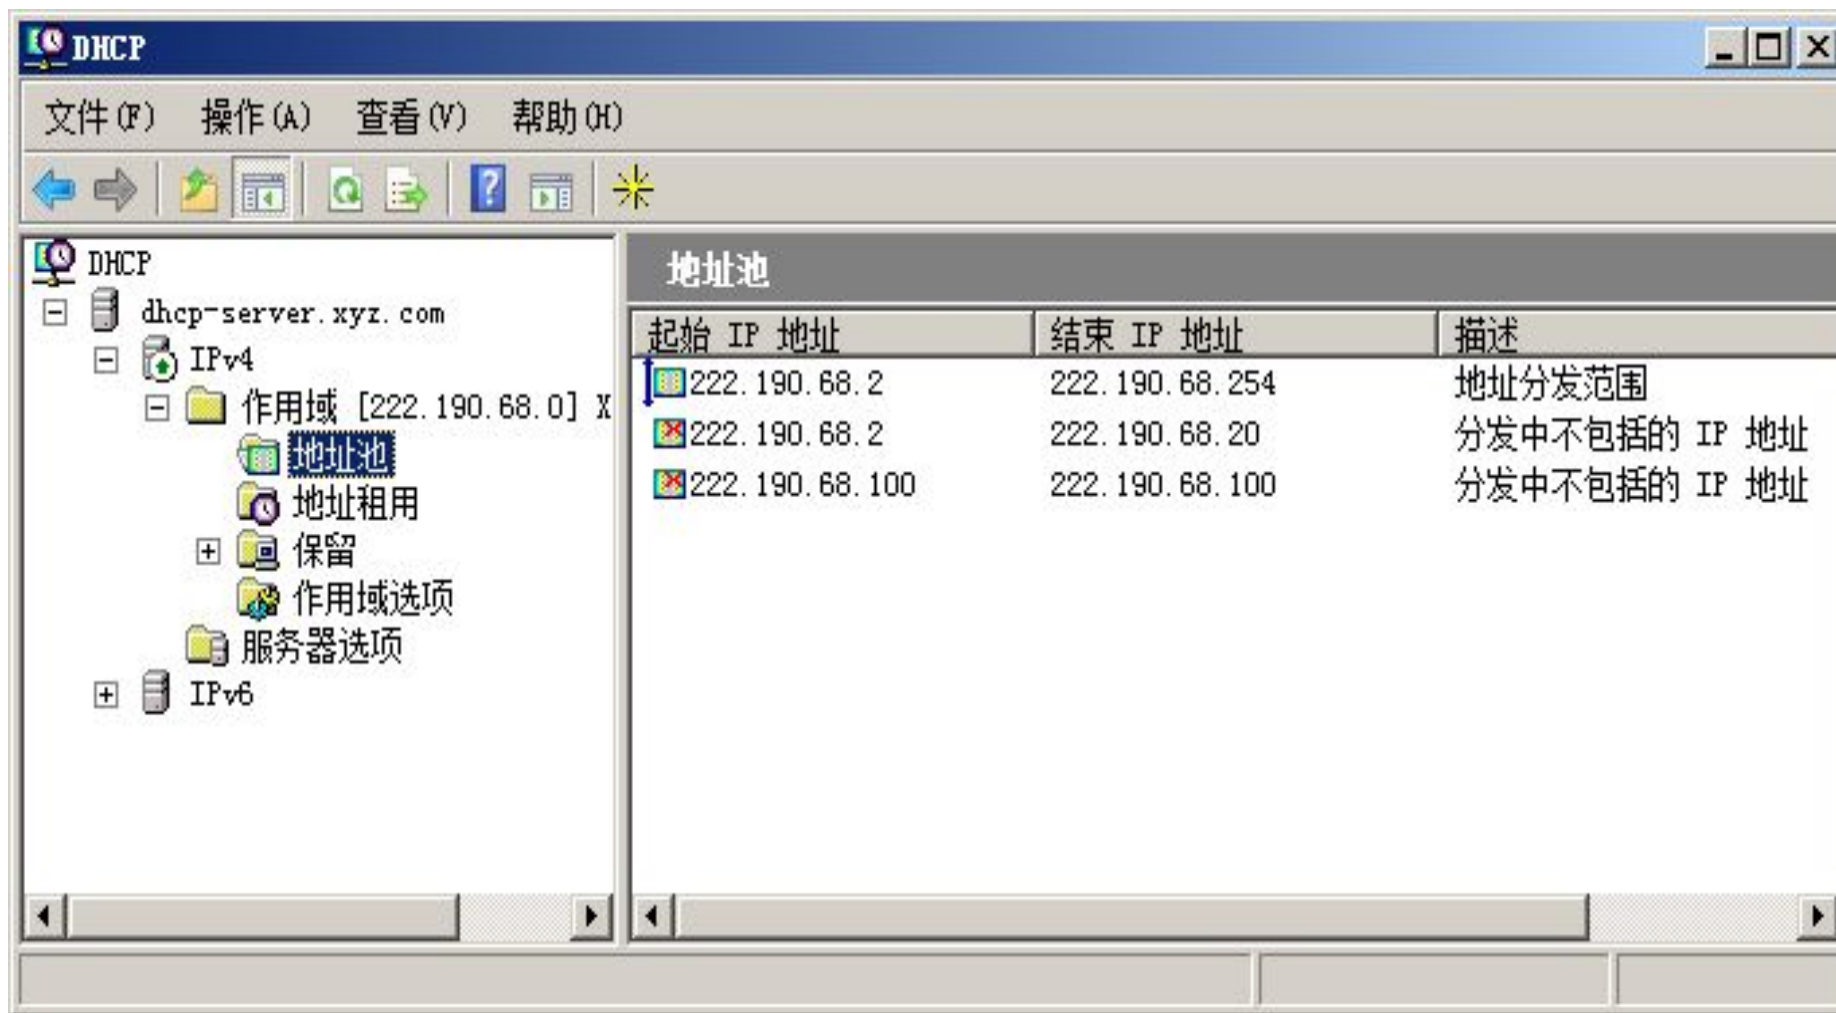 DHCP
文件(F) 操作(A) 查看(V) 帮助(H)
DHCP
dhcp-server.xyz.com
IPv4
作用域 [222.190.68.0] X
地址池
地址租用
保留
作用域选项
服务器选项
IPv6
地址池
起始 IP 地址 结束 IP 地址 描述
222.190.68.2 222.190.68.254 地址分发范围
222.190.68.2 222.190.68.20 分发中不包括的 IP 地址
222.190.68.100 222.190.68.100 分发中不包括的 IP 地址